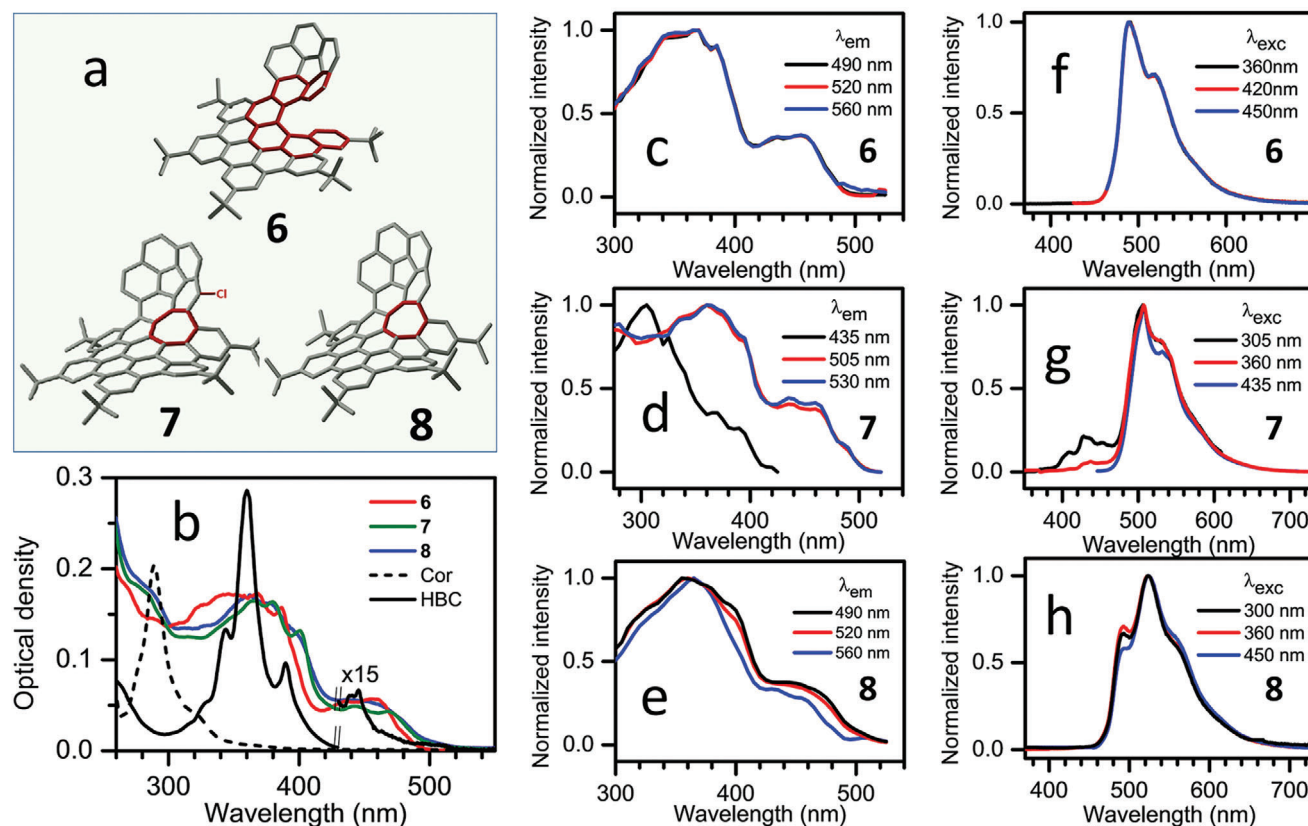 a
6
Cl
7
8
b
0.3
0.2
0.1
0.0
Optical density
6
7
8
Cor
HBC
x15
300
400
500
Wavelength (nm)
c
1.0
0.5
0.0
Normalized intensity
λem
490 nm
520 nm
560 nm
6
300
400
500
Wavelength (nm)
d
1.0
0.5
0.0
Normalized intensity
λem
435 nm
505 nm
530 nm
7
300
400
500
Wavelength (nm)
e
1.0
0.5
0.0
Normalized intensity
λem
490 nm
520 nm
560 nm
8
300
400
500
Wavelength (nm)
f
1.0
0.5
0.0
Normalized intensity
λexc
360nm
420nm
450nm
6
400
500
600
Wavelength (nm)
g
1.0
0.5
0.0
Normalized intensity
λexc
305 nm
360 nm
435 nm
7
400
500
600
700
Wavelength (nm)
h
1.0
0.5
0.0
Normalized intensity
λexc
300 nm
360 nm
450 nm
8
400
500
600
700
Wavelength (nm)